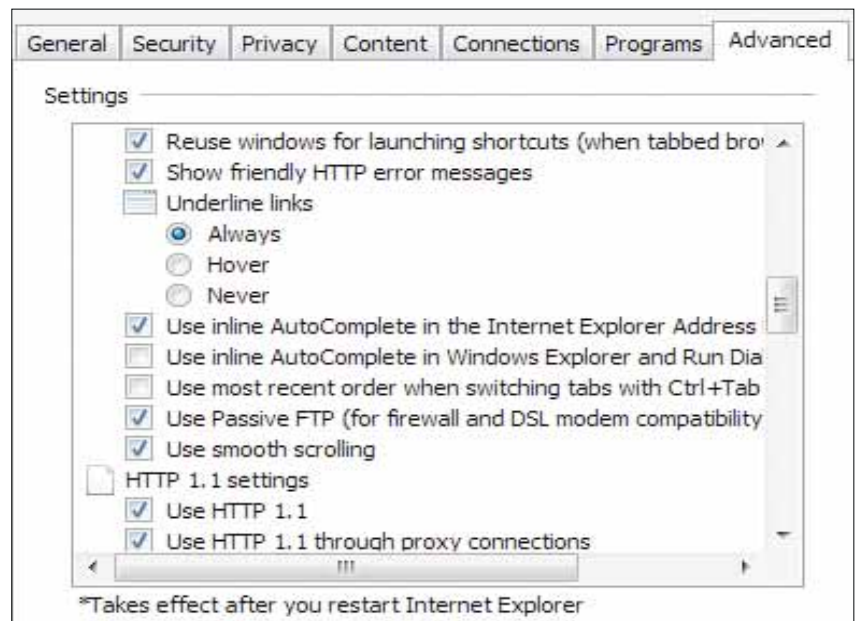 General Security Privacy Content Connections Programs Advanced
Settings
Reuse windows for launching shortcuts (when tabbed bro
Show friendly HTTP error messages
Underline links
Always
Hover
Never
Use inline AutoComplete in the Internet Explorer Address
Use inline AutoComplete in Windows Explorer and Run Dia
Use most recent order when switching tabs with Ctrl+Tab
Use Passive FTP (for firewall and DSL modem compatibility
Use smooth scrolling
HTTP 1.1 settings
Use HTTP 1.1
Use HTTP 1.1 through proxy connections
*Takes effect after you restart Internet Explorer